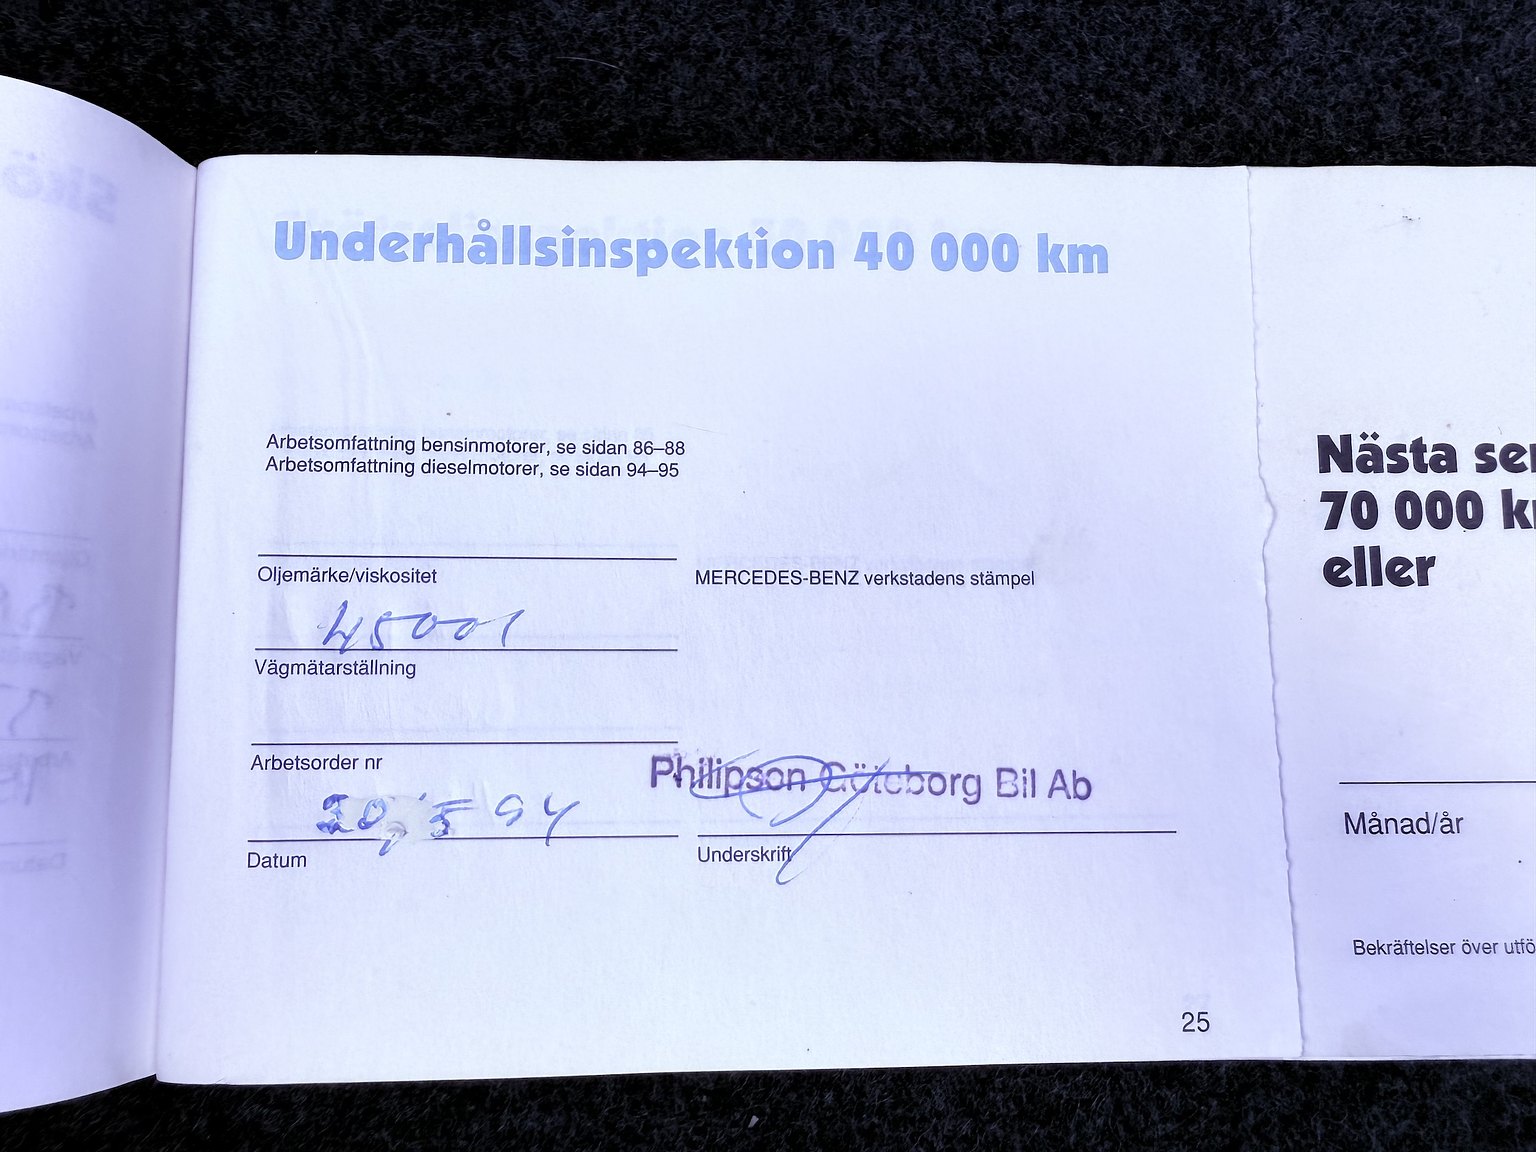 Underhållsinspektion 40 000 km
Arbetsomfattning bensinmotorer, se sidan 86–88
Arbetsomfattning dieselmotorer, se sidan 94–95
Oljemärke/viskositet
MERCEDES-BENZ verkstadens stämpel
45001
Vägmätarställning
Arbetsorder nr
Philipson Göteborg Bil Ab
20/5 94
Datum
Underskrift
25
Nästa ser
70 000 k
eller
Månad/år
Bekräftelser över utfö